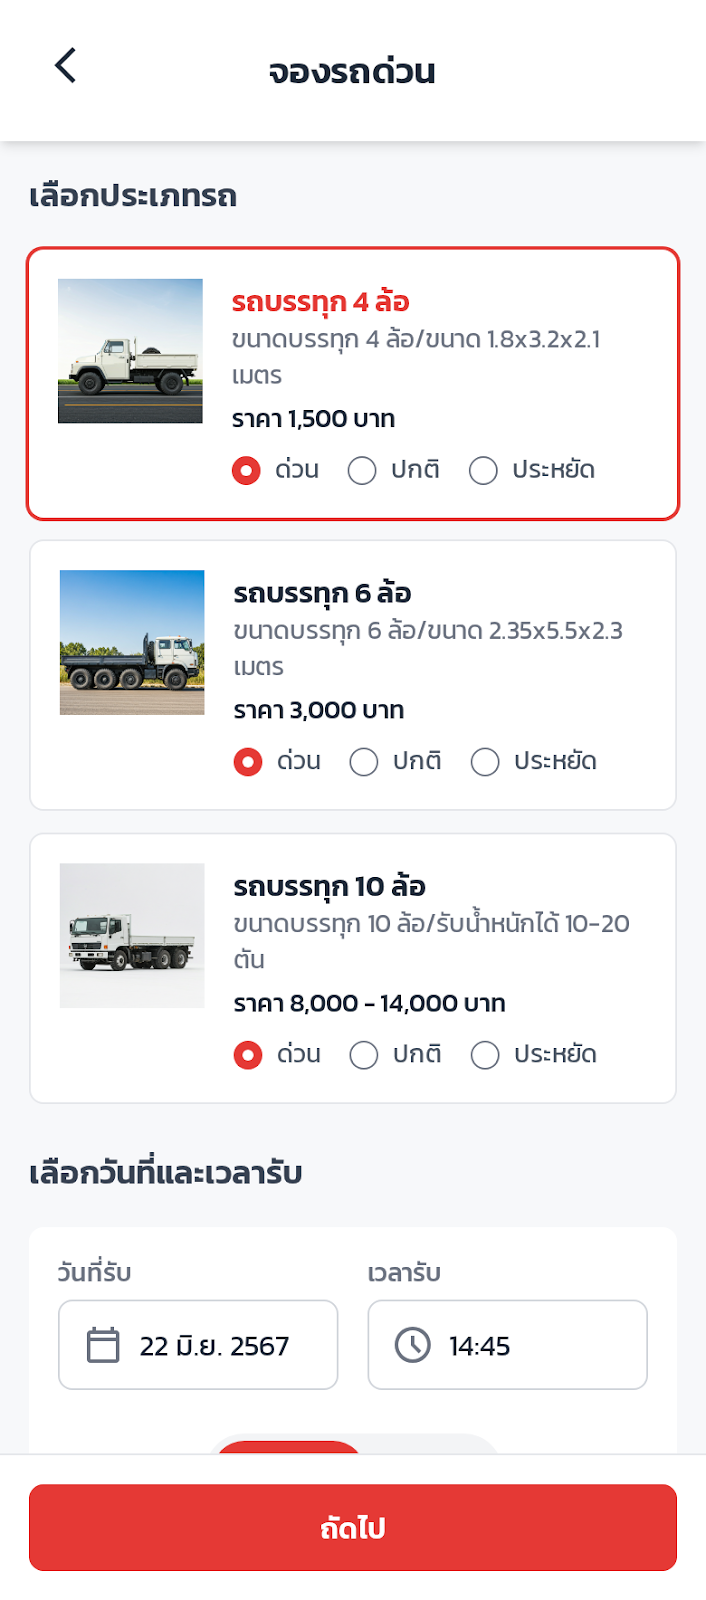 จองรถด่วน
เลือกประเภทรถ
รถบรรทุก 4 ล้อ
ขนาดบรรทุก 4 ล้อ/ขนาด 1.8x3.2x2.1
เมตร
ราคา 1,500 บาท
ด่วน ปกติ ประหยัด
รถบรรทุก 6 ล้อ
ขนาดบรรทุก 6 ล้อ/ขนาด 2.35x5.5x2.3
เมตร
ราคา 3,000 บาท
ด่วน ปกติ ประหยัด
รถบรรทุก 10 ล้อ
ขนาดบรรทุก 10 ล้อ/รับน้ำหนักได้ 10-20
ตัน
ราคา 8,000 - 14,000 บาท
ด่วน ปกติ ประหยัด
เลือกวันที่และเวลารับ
วันที่รับ เวลารับ
22 มิ.ย. 2567 14:45
ถัดไป